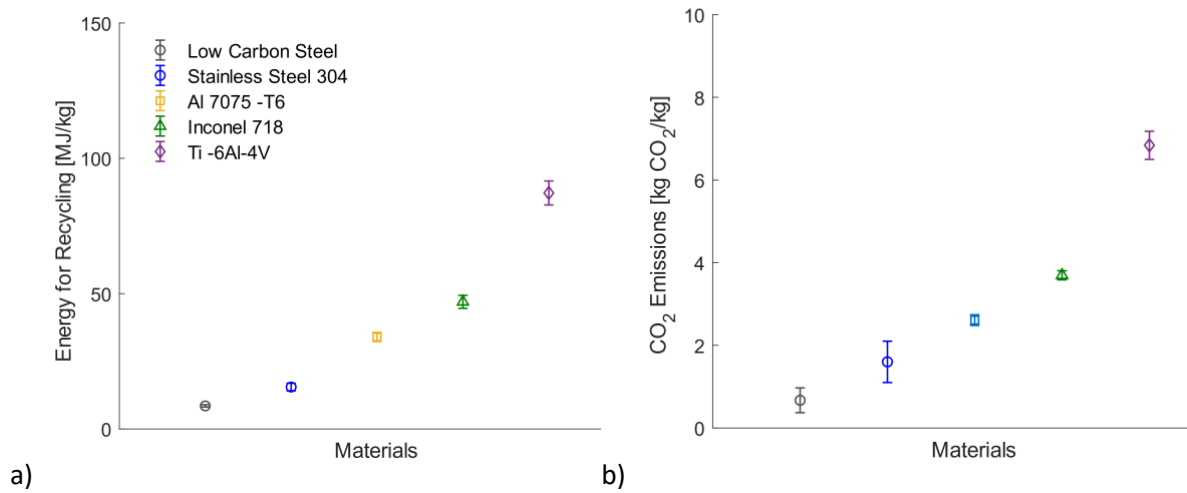 150
100
50
0
Energy for Recycling [MJ/kg]
Low Carbon Steel
Stainless Steel 304
Al 7075 -T6
Inconel 718
Ti -6Al-4V
Materials
a)
10
8
6
4
2
0
CO2 Emissions [kg CO2/kg]
Materials
b)